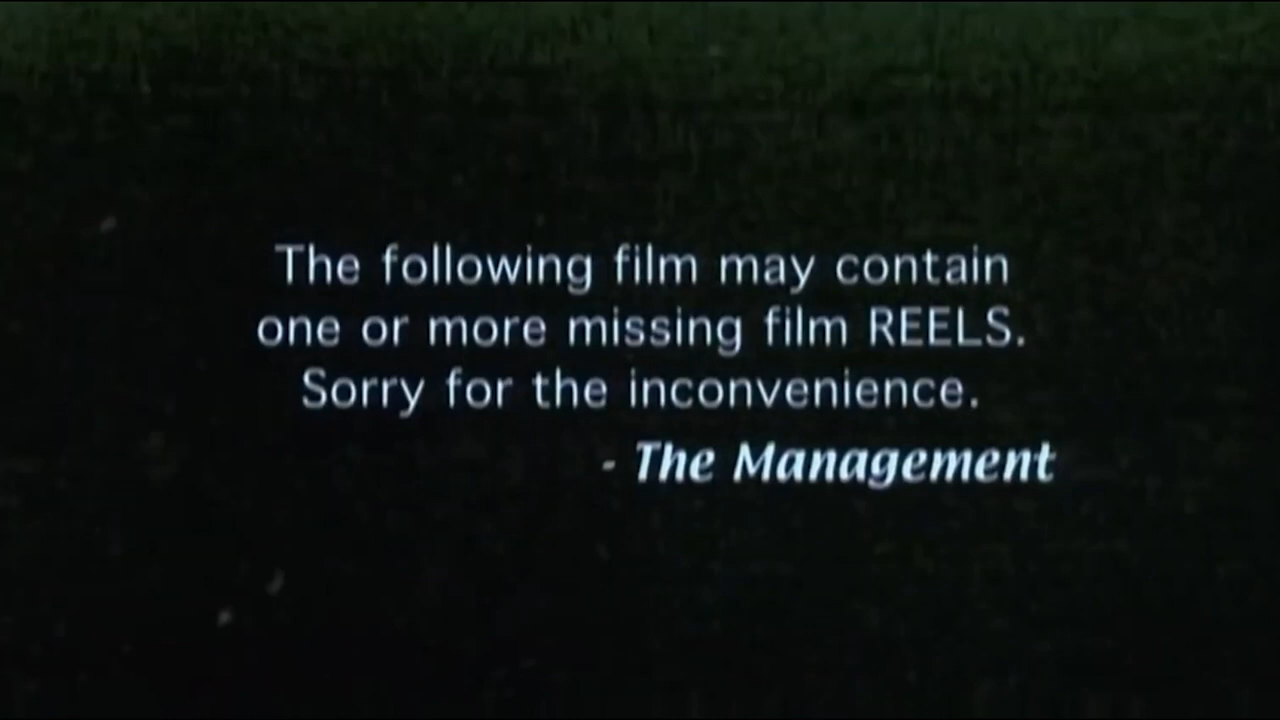 The following film may contain
one or more missing film REELS.
Sorry for the inconvenience.
- The Management